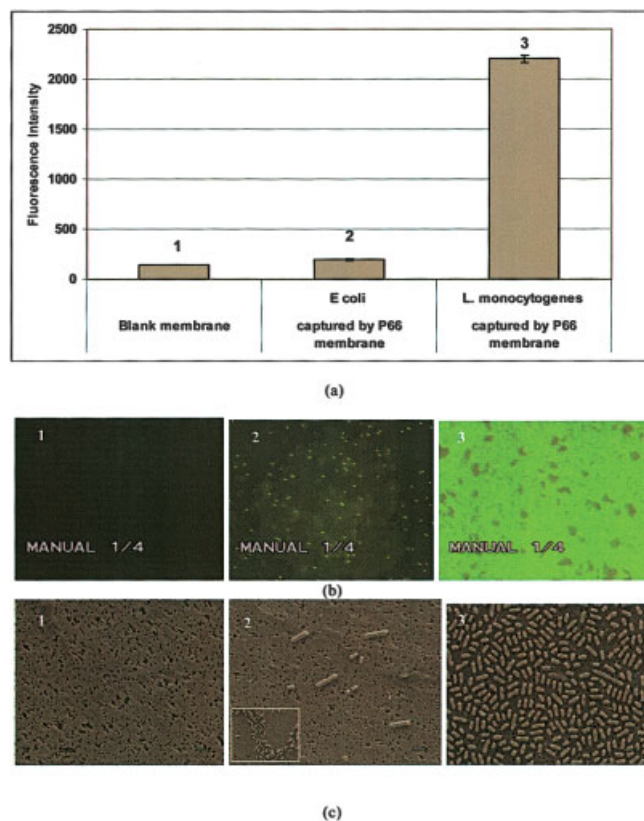 3
2500
2000
1500
1000
500
0
Fluorescence Intensity
1
2
E coli
L. monocytogenes
Blank membrane
captured by P66
captured by P66
membrane
membrane
(a)
1
2
3
MANUAL 1/4
MANUAL 1/4
MANUAL 1/4
(b)
1
2
3
(c)